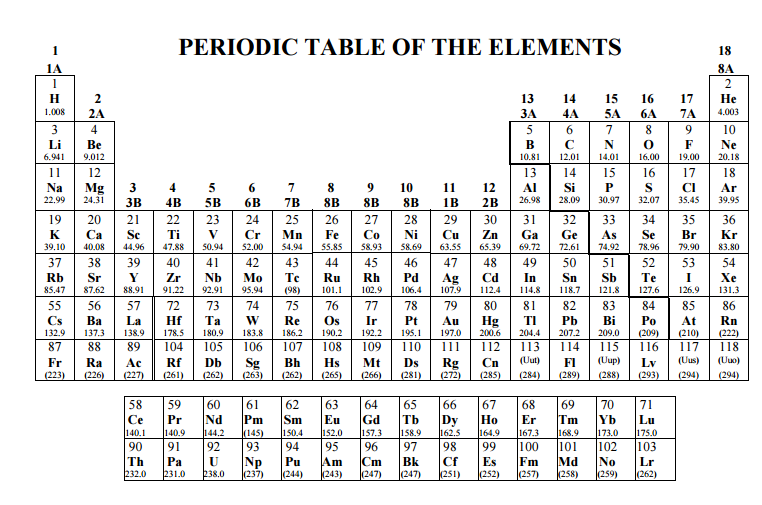 1 PERIODIC TABLE OF THE ELEMENTS 18
1A 8A
1 2
H 2 13 14 15 16 17 He
1.008 2A 3A 4A 5A 6A 7A 4.003
3 4 5 6 7 8 9 10
Li Be B C N O F Ne
6.941 9.012 10.81 12.01 14.01 16.00 19.00 20.18
11 12 13 14 15 16 17 18
Na Mg 3 4 5 6 7 8 9 10 11 12 Al Si P S Cl Ar
22.99 24.31 3B 4B 5B 6B 7B 8B 8B 8B 1B 2B 26.98 28.09 30.97 32.07 35.45 39.95
19 20 21 22 23 24 25 26 27 28 29 30 31 32 33 34 35 36
K Ca Sc Ti V Cr Mn Fe Co Ni Cu Zn Ga Ge As Se Br Kr
39.10 40.08 44.96 47.88 50.94 52.00 54.94 55.85 58.93 58.69 63.55 65.39 69.72 72.61 74.92 78.96 79.90 83.80
37 38 39 40 41 42 43 44 45 46 47 48 49 50 51 52 53 54
Rb Sr Y Zr Nb Mo Tc Ru Rh Pd Ag Cd In Sn Sb Te I Xe
85.47 87.62 88.91 91.22 92.91 95.94 (98) 101.1 102.9 106.4 107.9 112.4 114.8 118.7 121.8 127.6 126.9 131.3
55 56 57 72 73 74 75 76 77 78 79 80 81 82 83 84 85 86
Cs Ba La Hf Ta W Re Os Ir Pt Au Hg Tl Pb Bi Po At Rn
132.9 137.3 138.9 178.5 180.9 183.8 186.2 190.2 192.2 195.1 197.0 200.6 204.4 207.2 209.0 (209) (210) (222)
87 88 89 104 105 106 107 108 109 110 111 112 113 114 115 116 117 118
Fr Ra Ac Rf Db Sg Bh Hs Mt Ds Rg Cn (Uut) Fl (Uup) Lv (Uus) (Uuo)
(223) (226) (227) (261) (262) (263) (262) (265) (266) (281) (272) (285) (284) (289) (288) (293) (294) (294)
58 59 60 61 62 63 64 65 66 67 68 69 70 71
Ce Pr Nd Pm Sm Eu Gd Tb Dy Ho Er Tm Yb Lu
140.1 140.9 144.2 (145) 150.4 152.0 157.3 158.9 162.5 164.9 167.3 168.9 173.0 175.0
90 91 92 93 94 95 96 97 98 99 100 101 102 103
Th Pa U Np Pu Am Cm Bk Cf Es Fm Md No Lr
232.0 231.0 238.0 (237) (244) (243) (247) (247) (251) (252) (257) (258) (259) (262)